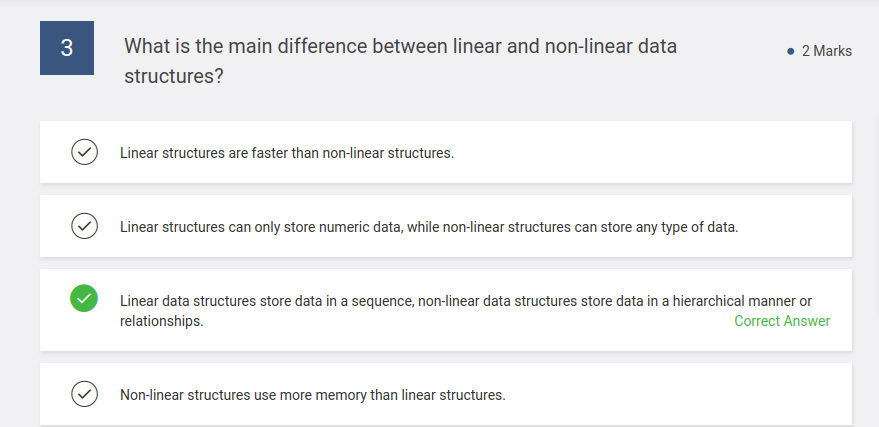 3
What is the main difference between linear and non-linear data
structures?
2 Marks
Linear structures are faster than non-linear structures.
Linear structures can only store numeric data, while non-linear structures can store any type of data.
Linear data structures store data in a sequence, non-linear data structures store data in a hierarchical manner or
relationships.
Correct Answer
Non-linear structures use more memory than linear structures.